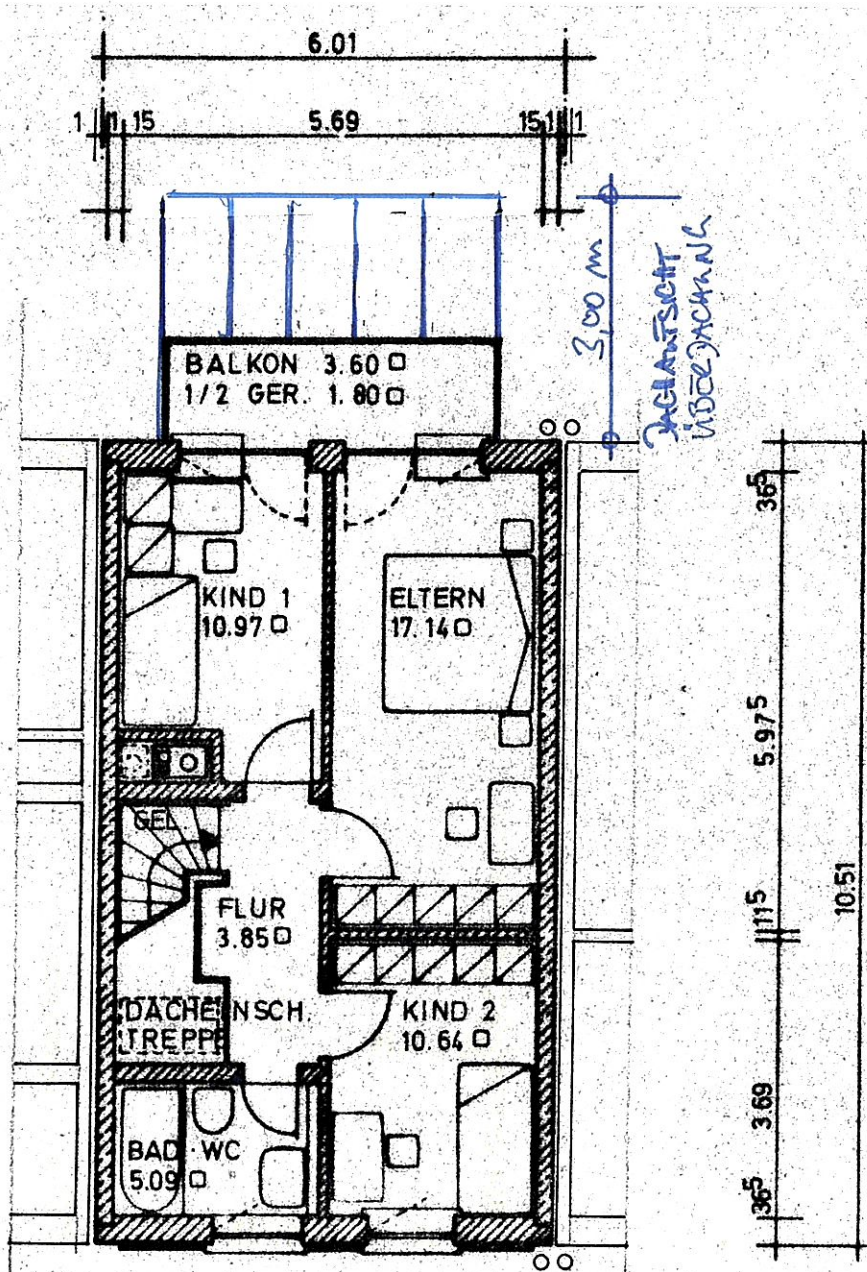 6.01
1 1 15 5.69 15 1 1
3,00 m
DACHAUFSICHT
ÜBERDACHUNG
BALKON 3.60 □
1/2 GER. 1.80 □
36⁵
KIND 1
10.97 □
ELTERN
17.14 □
5.97⁵
GEL
FLUR
3.85 □
11⁵
10.51
DACHEINSCH.
TREPPE
KIND 2
10.64 □
3.69
BAD · WC
5.09 □
36⁵